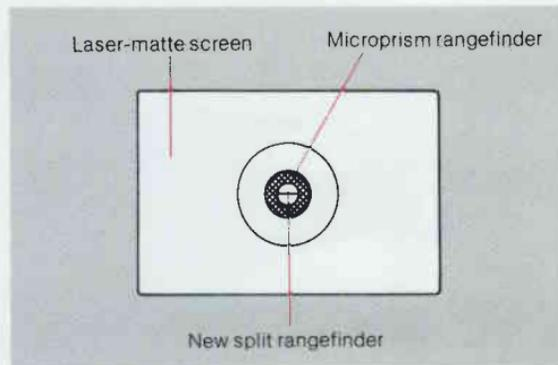 Laser-matte screen
Microprism rangefinder
New split rangefinder